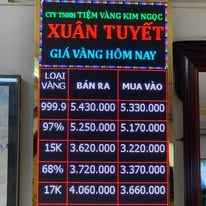 CTY TNHH TIỆM VÀNG KIM NGỌC
XUÂN TUYẾT
GIÁ VÀNG HÔM NAY
LOẠI VÀNG BÁN RA MUA VÀO
999.9 5.430.000 5.330.000
97% 5.250.000 5.170.000
15K 3.620.000 3.220.000
68% 3.720.000 3.370.000
17K 4.060.000 3.660.000